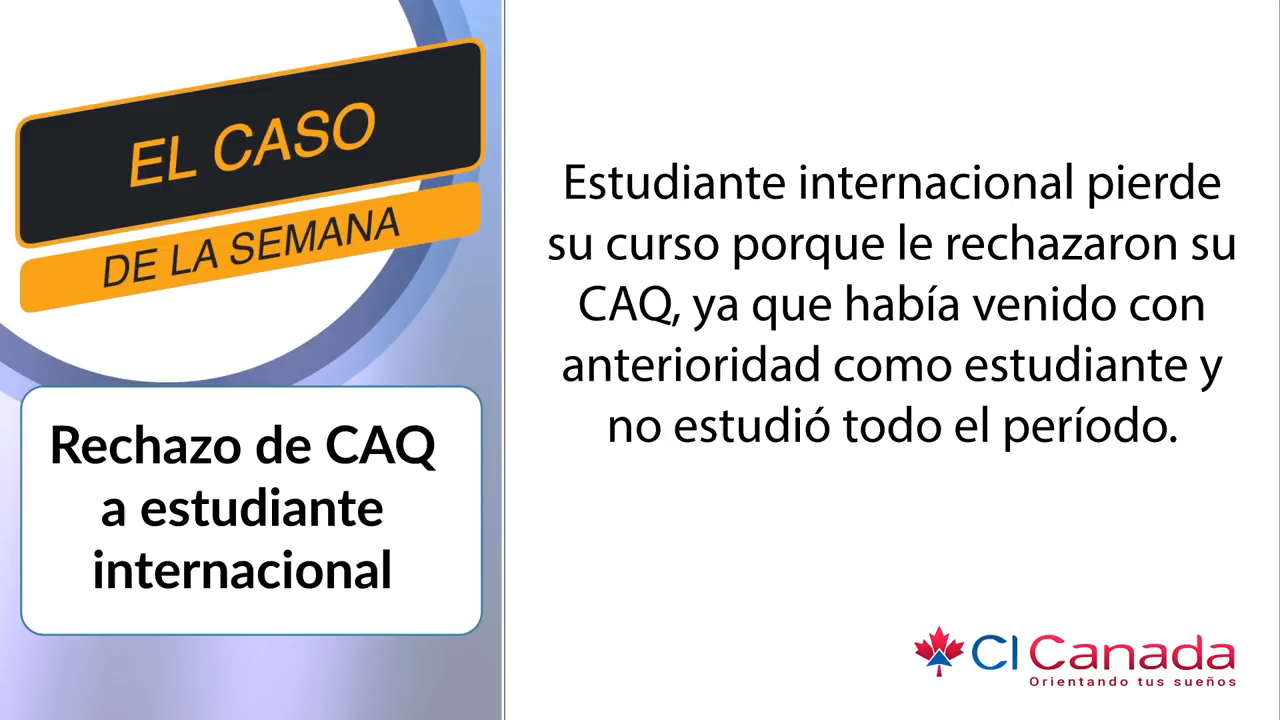 EL CASO
DE LA SEMANA
Rechazo de CAQ
a estudiante
internacional
Estudiante internacional pierde
su curso porque le rechazaron su
CAQ, ya que había venido con
anterioridad como estudiante y
no estudió todo el período.
CI Canada
Orientando tus sueños